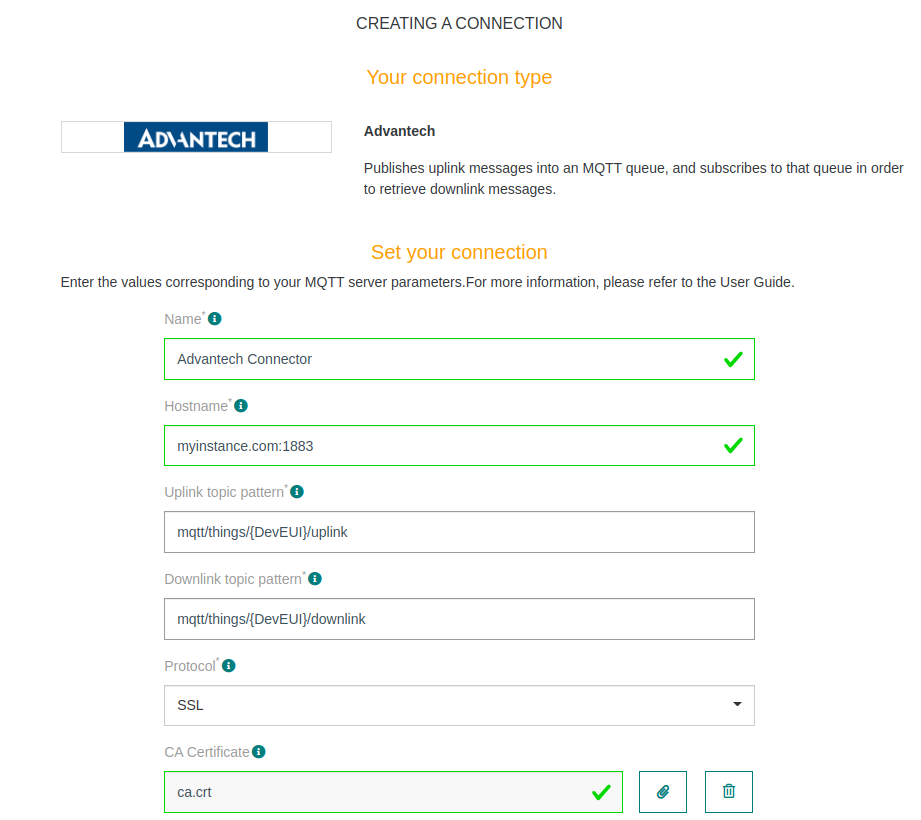 CREATING A CONNECTION
Your connection type
ADVANTECH
Advantech
Publishes uplink messages into an MQTT queue, and subscribes to that queue in order
to retrieve downlink messages.
Set your connection
Enter the values corresponding to your MQTT server parameters.For more information, please refer to the User Guide.
Name*
Advantech Connector
Hostname*
myinstance.com:1883
Uplink topic pattern*
mqtt/things/{DevEUI}/uplink
Downlink topic pattern*
mqtt/things/{DevEUI}/downlink
Protocol*
SSL
CA Certificate
ca.crt